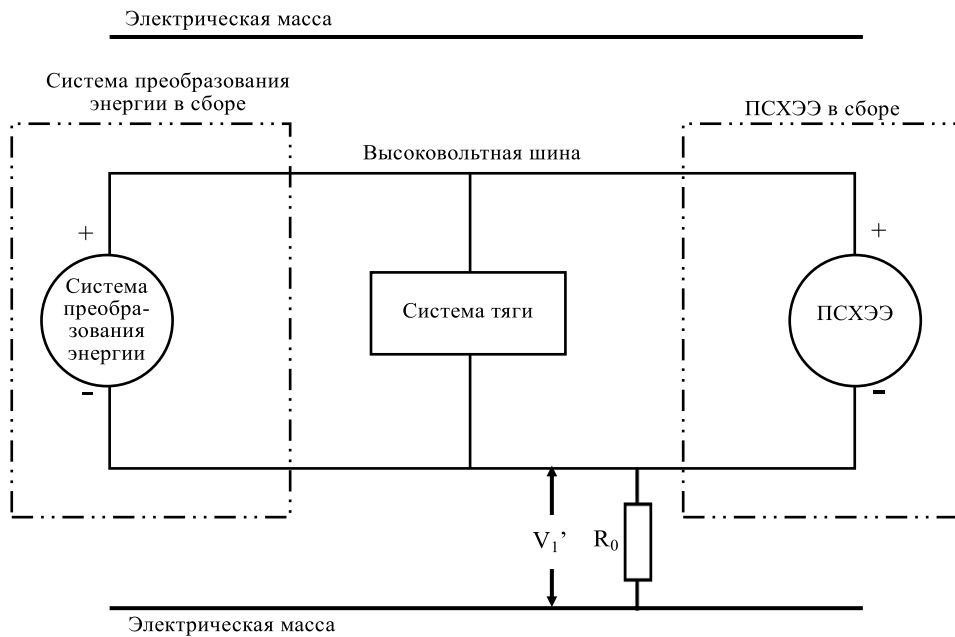 Электрическая масса
Система преобразования
энергии в сборе
ПСХЭЭ в сборе
Высоковольтная шина
+
+
Система
преобра-
зования
энергии
Система тяги
ПСХЭЭ
-
-
V1’
R0
Электрическая масса